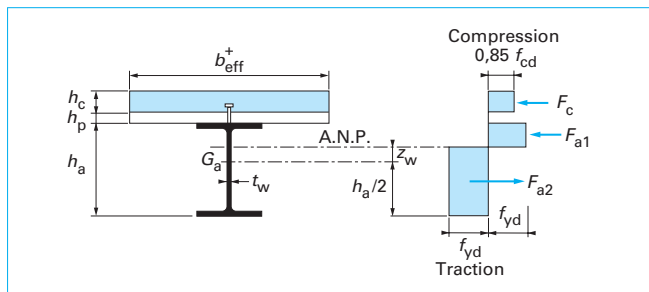 Compression
0,85 fcd
b+eff
hc
hp
ha
Ga
tw
A.N.P.
zw
ha/2
Fc
Fa1
Fa2
fyd
fyd
Traction